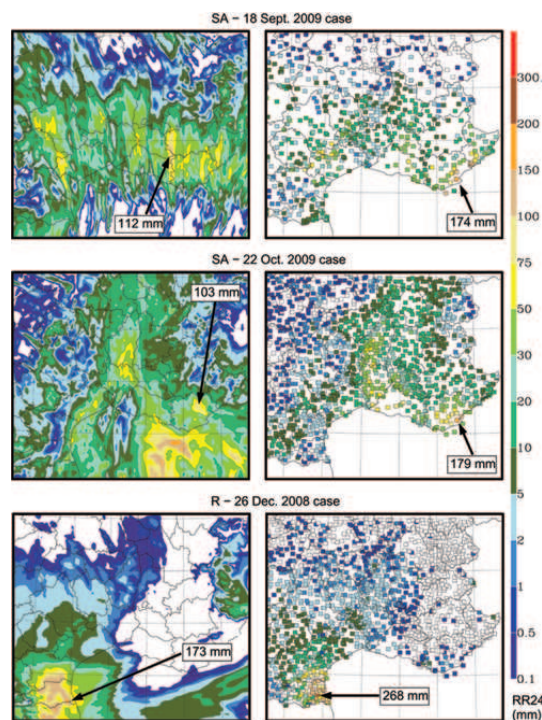 SA – 18 Sept. 2009 case
112 mm
174 mm
SA – 22 Oct. 2009 case
103 mm
179 mm
R – 26 Dec. 2008 case
173 mm
268 mm
300.
200
150
100
75
50
30
20
10
5
2
1
0.5
0.1
RR24
(mm)